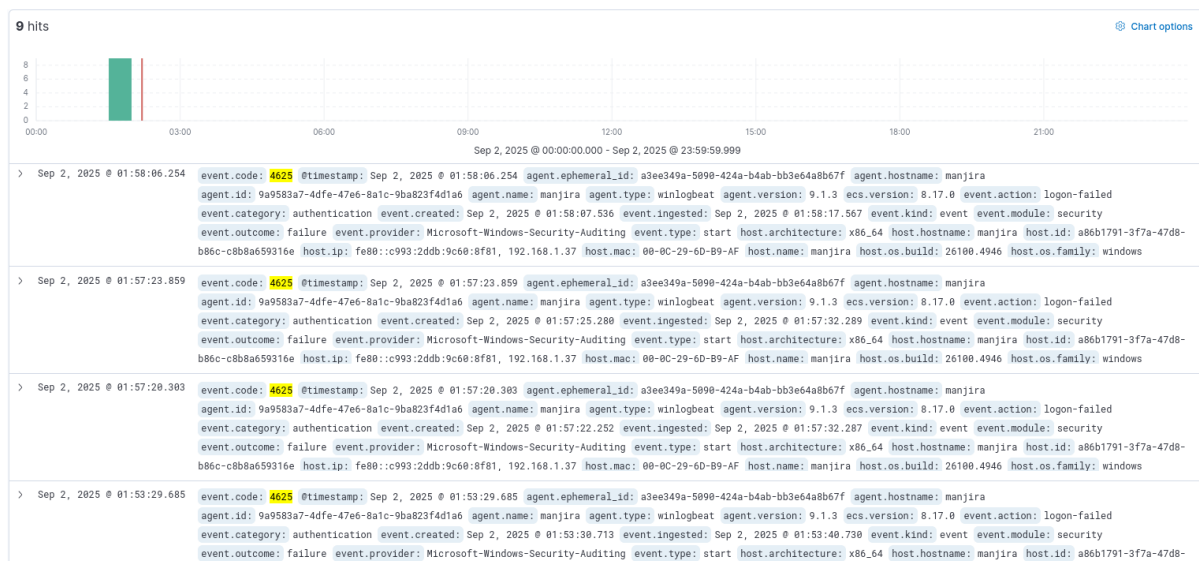 9 hits
Chart options
8
6
4
2
0
00:00 03:00 06:00 09:00 12:00 15:00 18:00 21:00
Sep 2, 2025 @ 00:00:00.000 - Sep 2, 2025 @ 23:59:59.999
Sep 2, 2025 @ 01:58:06.254 event.code: 4625 @timestamp: Sep 2, 2025 @ 01:58:06.254 agent.ephemeral_id: a3ee349a-5090-424a-b4ab-bb3e64a8b67f agent.hostname: manjira
agent.id: 9a9583a7-4dfe-47e6-8a1c-9ba823f4d1a6 agent.name: manjira agent.type: winlogbeat agent.version: 9.1.3 ecs.version: 8.17.0 event.action: logon-failed
event.category: authentication event.created: Sep 2, 2025 @ 01:58:07.536 event.ingested: Sep 2, 2025 @ 01:58:17.567 event.kind: event event.module: security
event.outcome: failure event.provider: Microsoft-Windows-Security-Auditing event.type: start host.architecture: x86_64 host.hostname: manjira host.id: a86b1791-3f7a-47d8-
b86c-c8b8a659316e host.ip: fe80::c993:2ddb:9c60:8f81, 192.168.1.37 host.mac: 00-0C-29-6D-B9-AF host.name: manjira host.os.build: 26100.4946 host.os.family: windows
Sep 2, 2025 @ 01:57:23.859 event.code: 4625 @timestamp: Sep 2, 2025 @ 01:57:23.859 agent.ephemeral_id: a3ee349a-5090-424a-b4ab-bb3e64a8b67f agent.hostname: manjira
agent.id: 9a9583a7-4dfe-47e6-8a1c-9ba823f4d1a6 agent.name: manjira agent.type: winlogbeat agent.version: 9.1.3 ecs.version: 8.17.0 event.action: logon-failed
event.category: authentication event.created: Sep 2, 2025 @ 01:57:25.280 event.ingested: Sep 2, 2025 @ 01:57:32.289 event.kind: event event.module: security
event.outcome: failure event.provider: Microsoft-Windows-Security-Auditing event.type: start host.architecture: x86_64 host.hostname: manjira host.id: a86b1791-3f7a-47d8-
b86c-c8b8a659316e host.ip: fe80::c993:2ddb:9c60:8f81, 192.168.1.37 host.mac: 00-0C-29-6D-B9-AF host.name: manjira host.os.build: 26100.4946 host.os.family: windows
Sep 2, 2025 @ 01:57:20.303 event.code: 4625 @timestamp: Sep 2, 2025 @ 01:57:20.303 agent.ephemeral_id: a3ee349a-5090-424a-b4ab-bb3e64a8b67f agent.hostname: manjira
agent.id: 9a9583a7-4dfe-47e6-8a1c-9ba823f4d1a6 agent.name: manjira agent.type: winlogbeat agent.version: 9.1.3 ecs.version: 8.17.0 event.action: logon-failed
event.category: authentication event.created: Sep 2, 2025 @ 01:57:22.252 event.ingested: Sep 2, 2025 @ 01:57:32.287 event.kind: event event.module: security
event.outcome: failure event.provider: Microsoft-Windows-Security-Auditing event.type: start host.architecture: x86_64 host.hostname: manjira host.id: a86b1791-3f7a-47d8-
b86c-c8b8a659316e host.ip: fe80::c993:2ddb:9c60:8f81, 192.168.1.37 host.mac: 00-0C-29-6D-B9-AF host.name: manjira host.os.build: 26100.4946 host.os.family: windows
Sep 2, 2025 @ 01:53:29.685 event.code: 4625 @timestamp: Sep 2, 2025 @ 01:53:29.685 agent.ephemeral_id: a3ee349a-5090-424a-b4ab-bb3e64a8b67f agent.hostname: manjira
agent.id: 9a9583a7-4dfe-47e6-8a1c-9ba823f4d1a6 agent.name: manjira agent.type: winlogbeat agent.version: 9.1.3 ecs.version: 8.17.0 event.action: logon-failed
event.category: authentication event.created: Sep 2, 2025 @ 01:53:30.713 event.ingested: Sep 2, 2025 @ 01:53:40.730 event.kind: event event.module: security
event.outcome: failure event.provider: Microsoft-Windows-Security-Auditing event.type: start host.architecture: x86_64 host.hostname: manjira host.id: a86b1791-3f7a-47d8-